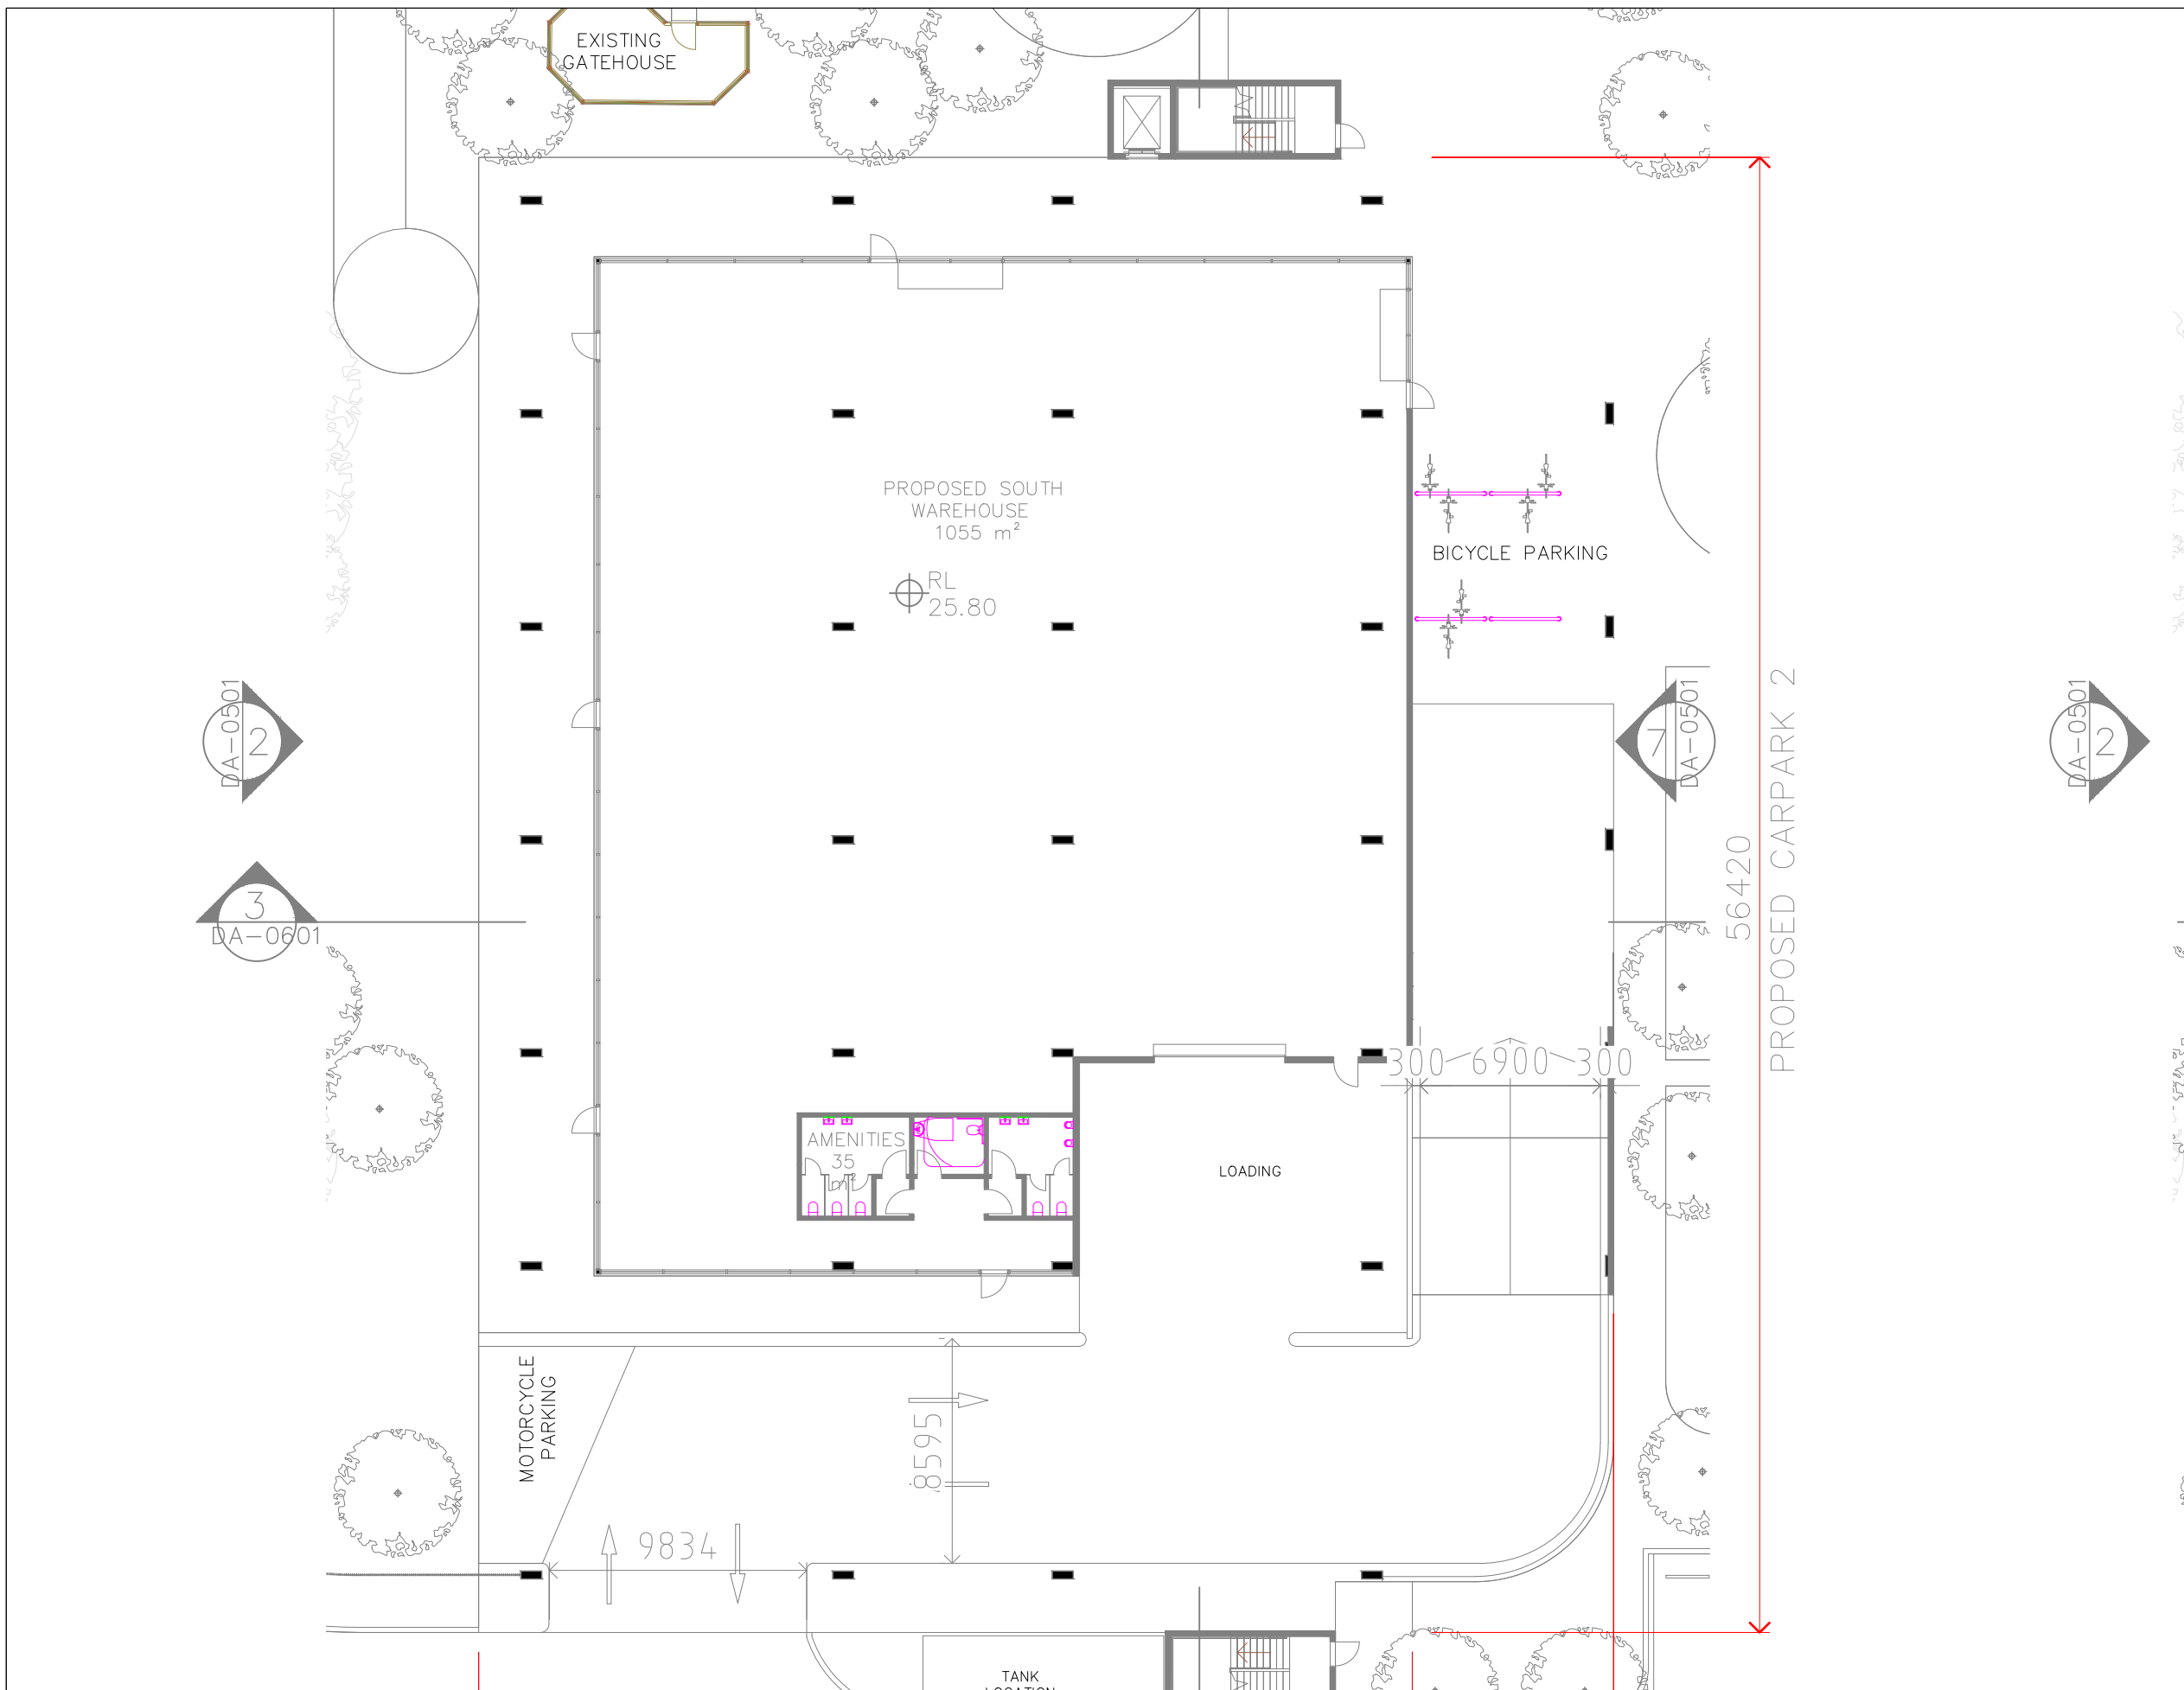 EXISTING
GATEHOUSE
PROPOSED SOUTH
WAREHOUSE
1055 m²
RL
25.80
BICYCLE PARKING
DA-0501
2
7
DA-0501
DA-0501
2
PROPOSED CARPARK 2
56420
3
DA-0601
300 6900 300
AMENITIES
35
m²
LOADING
MOTORCYCLE
PARKING
8595
9834
TANK
LOCATION